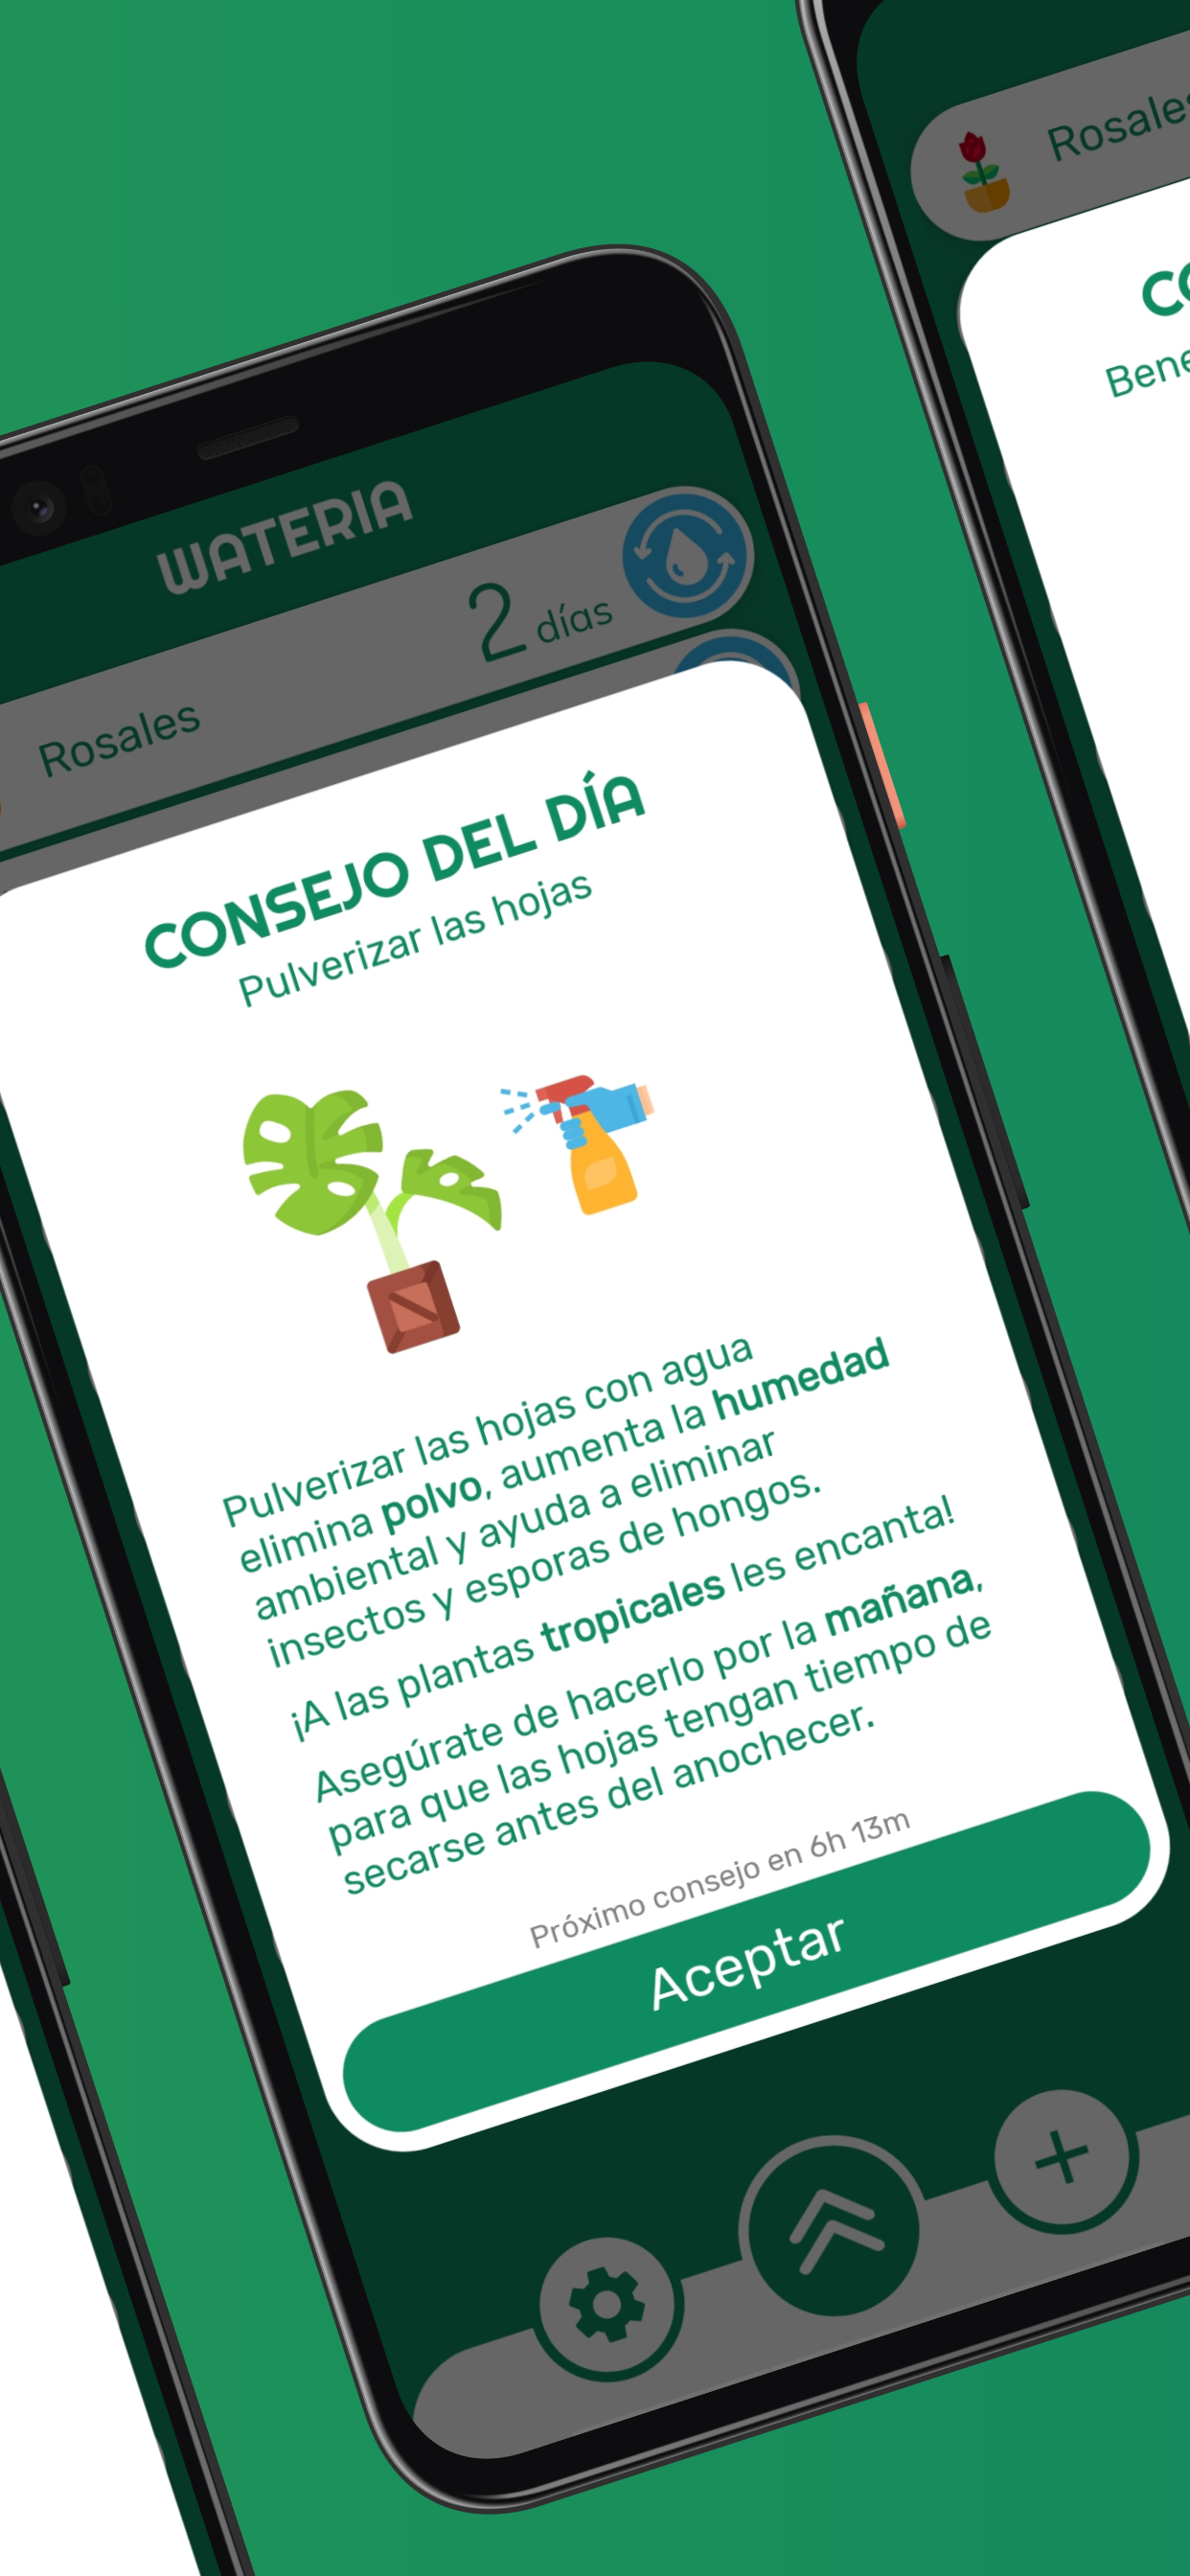 WATERIA
2 días
Rosales
CONSEJO DEL DÍA
Pulverizar las hojas
Pulverizar las hojas con agua
elimina polvo, aumenta la humedad
ambiental y ayuda a eliminar
insectos y esporas de hongos.
¡A las plantas tropicales les encanta!
Asegúrate de hacerlo por la mañana,
para que las hojas tengan tiempo de
secarse antes del anochecer.
Próximo consejo en 6h 13m
Aceptar
Rosales